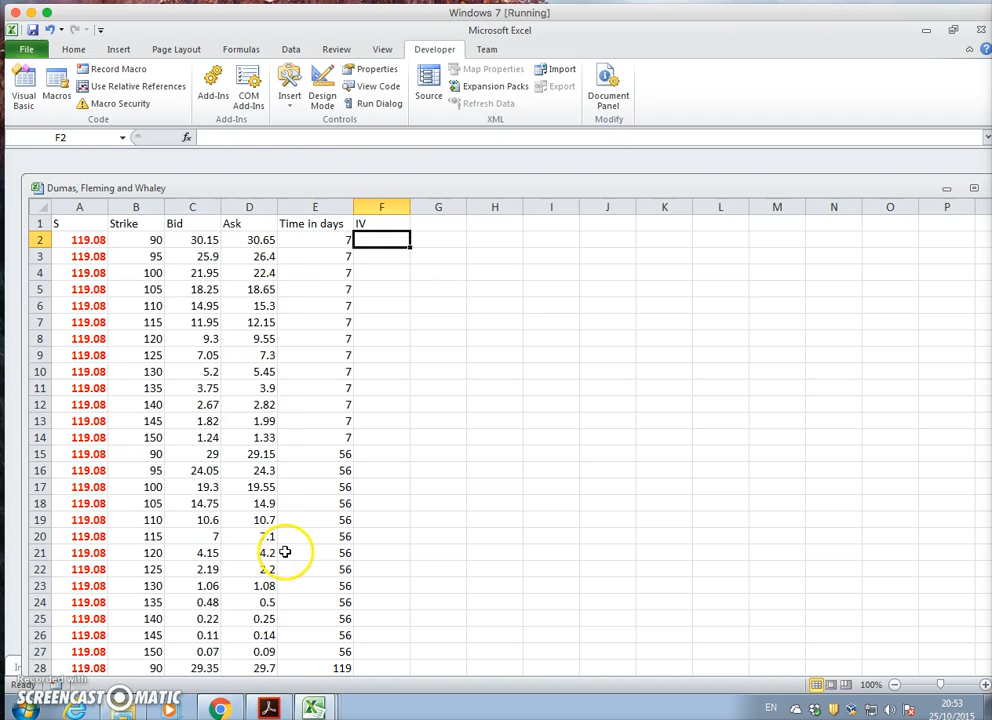 Windows 7 [Running]
Microsoft Excel
File Home Insert Page Layout Formulas Data Review View Developer Team
Visual Basic
Macros
Record Macro
Use Relative References
Macro Security
Code
Add-Ins
COM Add-Ins
Add-Ins
Insert
Design Mode
Properties
View Code
Run Dialog
Controls
Source
Map Properties
Expansion Packs
Refresh Data
Import
Export
XML
Document Panel
Modify
F2 fx
Dumas, Fleming and Whaley
A B C D E F G H I J K L M N O P
1 S Strike Bid Ask Time in days IV
2 119.08 90 30.15 30.65 7
3 119.08 95 25.9 26.4 7
4 119.08 100 21.95 22.4 7
5 119.08 105 18.25 18.65 7
6 119.08 110 14.95 15.3 7
7 119.08 115 11.95 12.15 7
8 119.08 120 9.3 9.55 7
9 119.08 125 7.05 7.3 7
10 119.08 130 5.2 5.45 7
11 119.08 135 3.75 3.9 7
12 119.08 140 2.67 2.82 7
13 119.08 145 1.82 1.99 7
14 119.08 150 1.24 1.33 7
15 119.08 90 29 29.15 56
16 119.08 95 24.05 24.3 56
17 119.08 100 19.3 19.55 56
18 119.08 105 14.75 14.9 56
19 119.08 110 10.6 10.7 56
20 119.08 115 7 7.1 56
21 119.08 120 4.15 4.2 56
22 119.08 125 2.19 2.2 56
23 119.08 130 1.06 1.08 56
24 119.08 135 0.48 0.5 56
25 119.08 140 0.22 0.25 56
26 119.08 145 0.11 0.14 56
27 119.08 150 0.07 0.09 56
28 119.08 90 29.35 29.7 119
Ready 100%
SCREENCAST-O-MATIC
EN 20:53
25/10/2015